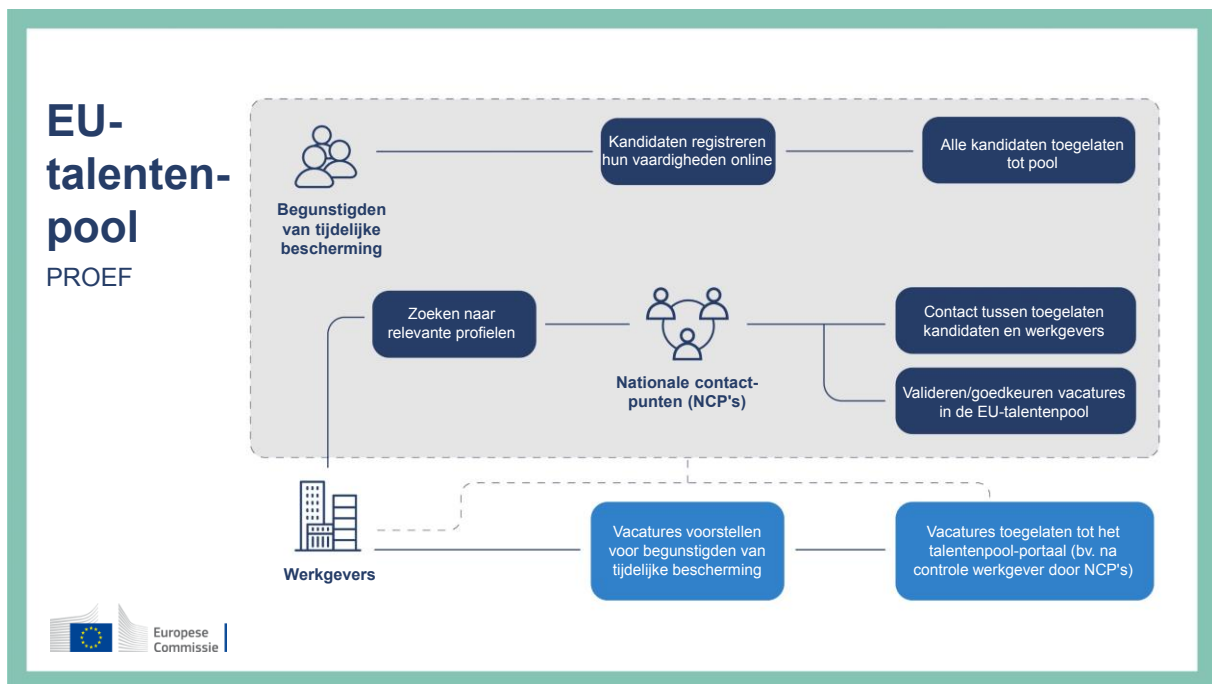 EU-
talenten-
pool
PROEF
Begunstigden
van tijdelijke
bescherming
Kandidaten registreren
hun vaardigheden online
Alle kandidaten toegelaten
tot pool
Zoeken naar
relevante profielen
Nationale contact-
punten (NCP's)
Contact tussen toegelaten
kandidaten en werkgevers
Valideren/goedkeuren vacatures
in de EU-talentenpool
Werkgevers
Vacatures voorstellen
voor begunstigden van
tijdelijke bescherming
Vacatures toegelaten tot het
talentenpool-portaal (bv. na
controle werkgever door NCP's)
Europese
Commissie